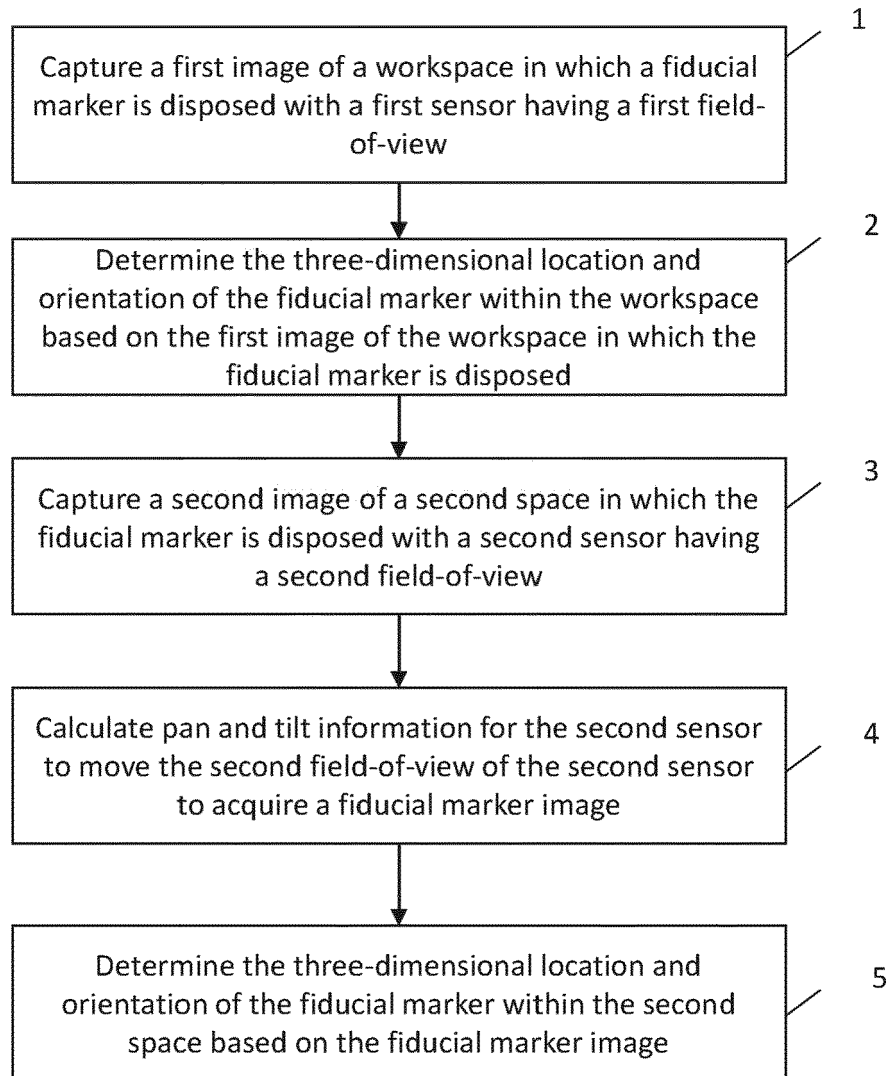 1
Capture a first image of a workspace in which a fiducial
marker is disposed with a first sensor having a first field-
of-view
2
Determine the three-dimensional location and
orientation of the fiducial marker within the workspace
based on the first image of the workspace in which the
fiducial marker is disposed
3
Capture a second image of a second space in which the
fiducial marker is disposed with a second sensor having
a second field-of-view
4
Calculate pan and tilt information for the second sensor
to move the second field-of-view of the second sensor
to acquire a fiducial marker image
5
Determine the three-dimensional location and
orientation of the fiducial marker within the second
space based on the fiducial marker image